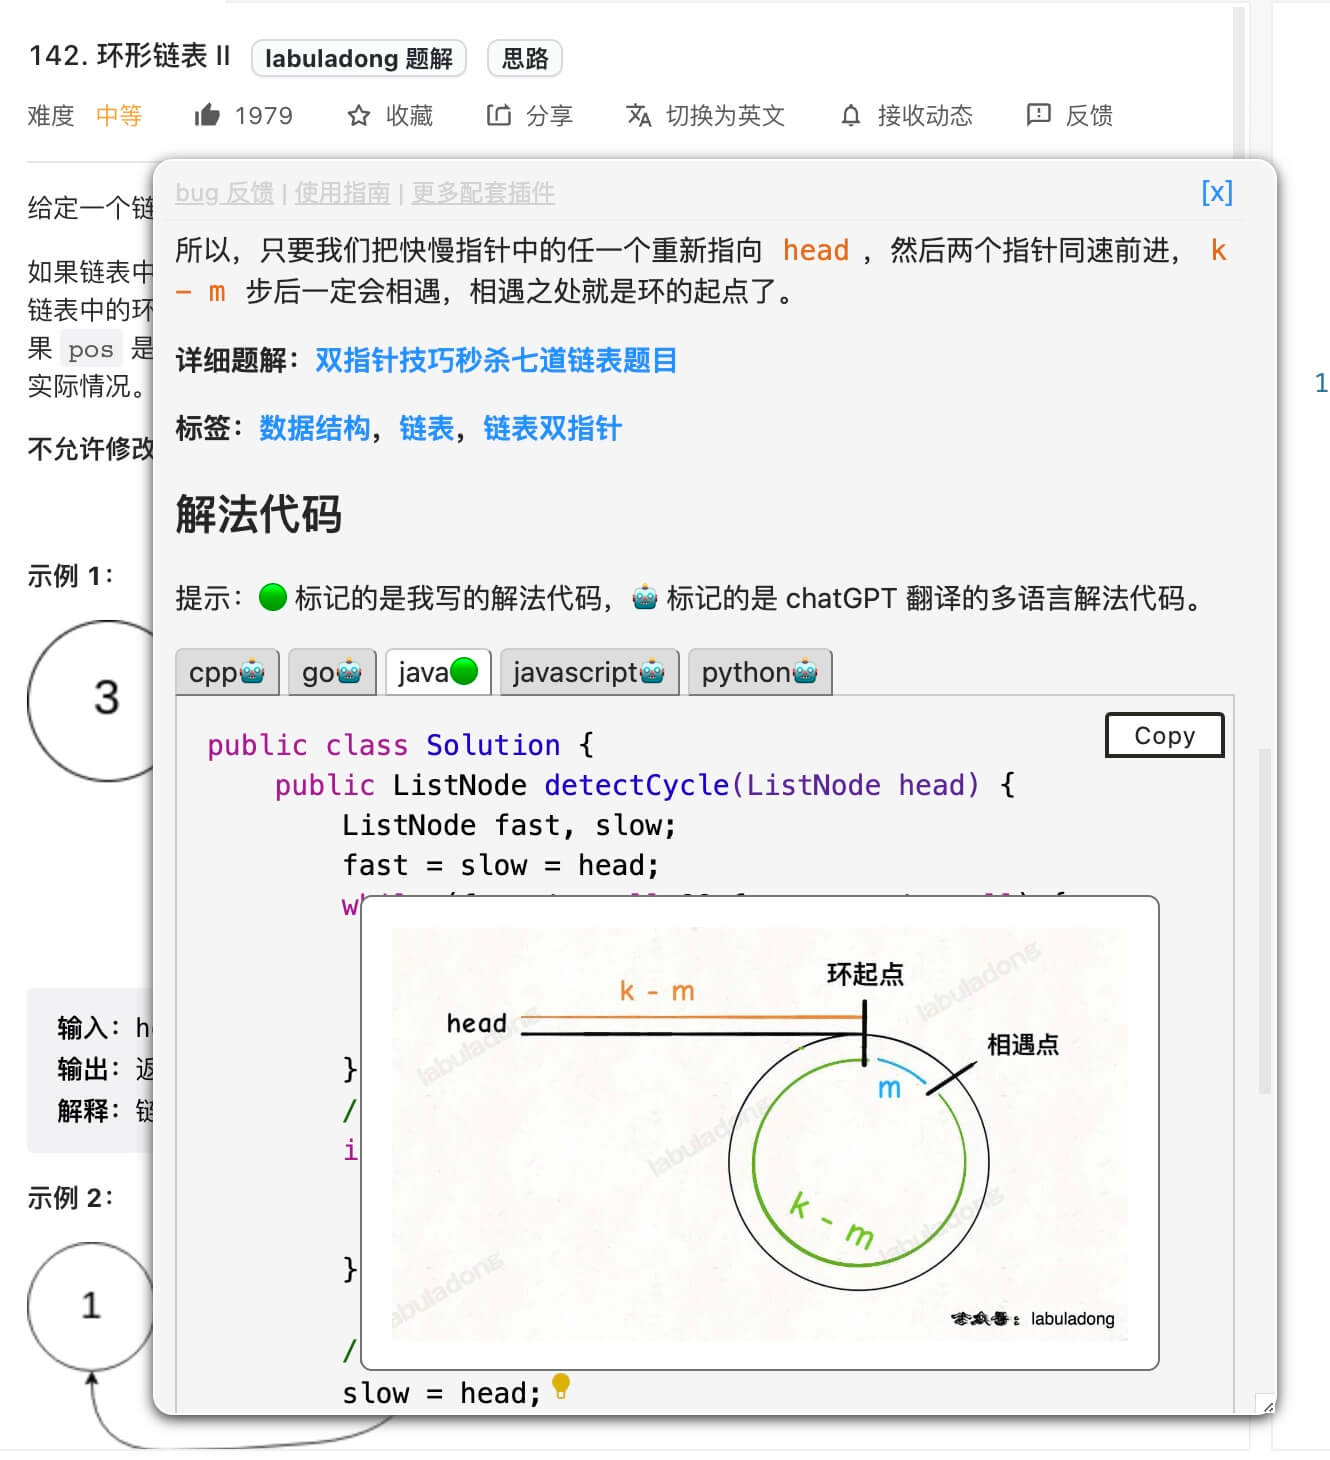 142. 环形链表 II labuladong 题解 思路
难度 中等 1979 收藏 分享 切换为英文 接收动态 反馈
给定一个链
如果链表中
链表中的环
果 pos 是
实际情况。
不允许修改
示例 1：
3
输入：h
输出：返
解释：链
示例 2：
1
bug 反馈 | 使用指南 | 更多配套插件 [x]
所以，只要我们把快慢指针中的任一个重新指向 head ，然后两个指针同速前进， k
- m 步后一定会相遇，相遇之处就是环的起点了。
详细题解：双指针技巧秒杀七道链表题目
标签：数据结构，链表，链表双指针
解法代码
提示：🟢 标记的是我写的解法代码，🤖 标记的是 chatGPT 翻译的多语言解法代码。
cpp🤖 go🤖 java🟢 javascript🤖 python🤖
Copy
public class Solution {
public ListNode detectCycle(ListNode head) {
ListNode fast, slow;
fast = slow = head;
}
/
i
}
/
slow = head;
环起点
k - m
head
相遇点
m
k - m
labuladong
labuladong
labuladong
labuladong
labuladong
labuladong
1